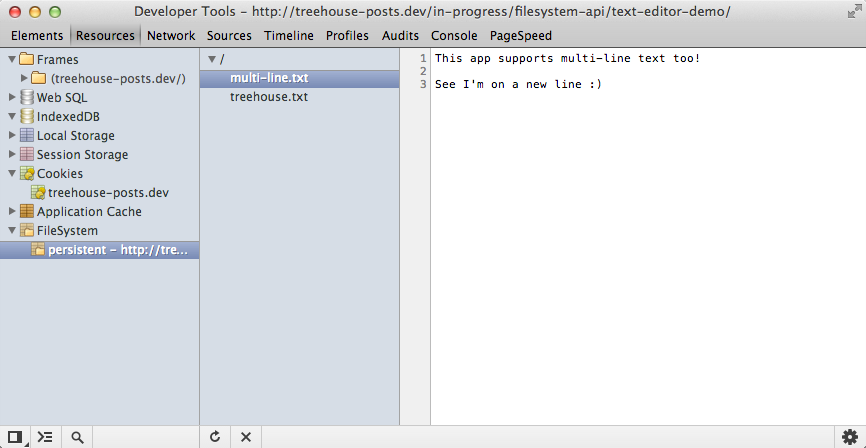 Developer Tools - http://treehouse-posts.dev/in-progress/filesystem-api/text-editor-demo/
Elements Resources Network Sources Timeline Profiles Audits Console PageSpeed
Frames
(treehouse-posts.dev/)
Web SQL
IndexedDB
Local Storage
Session Storage
Cookies
treehouse-posts.dev
Application Cache
FileSystem
persistent – http://tre...
/
multi-line.txt
treehouse.txt
1 This app supports multi-line text too!
2
3 See I'm on a new line :)